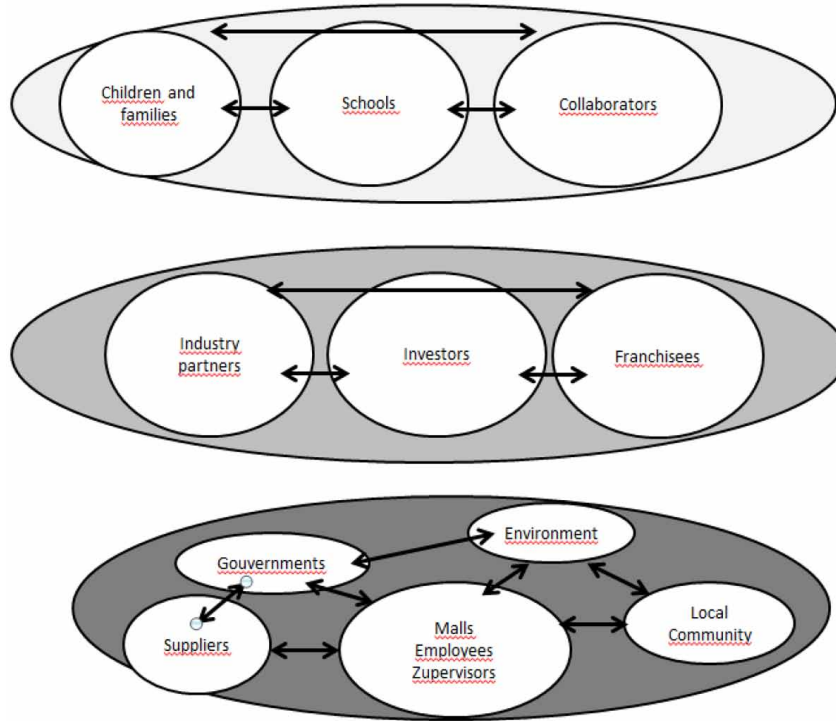 Children and
families
Schools
Collaborators
Industry
partners
Investors
Franchisees
Environment
Gouvernments
Suppliers
Malls
Employees
Zupervisors
Local
Community